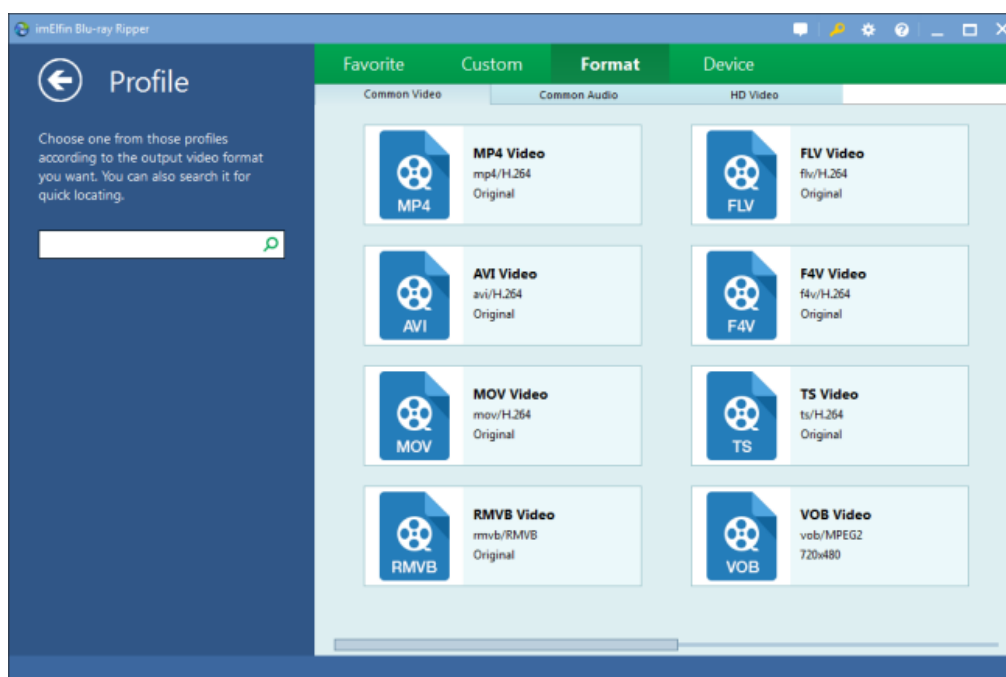 imElfin Blu-ray Ripper
Profile
Choose one from those profiles
according to the output video format
you want. You can also search it for
quick locating.
Favorite Custom Format Device
Common Video Common Audio HD Video
MP4
MP4 Video
mp4/H.264
Original
FLV
FLV Video
flv/H.264
Original
AVI
AVI Video
avi/H.264
Original
F4V
F4V Video
f4v/H.264
Original
MOV
MOV Video
mov/H.264
Original
TS
TS Video
ts/H.264
Original
RMVB
RMVB Video
rmvb/RMVB
Original
VOB
VOB Video
vob/MPEG2
720x480